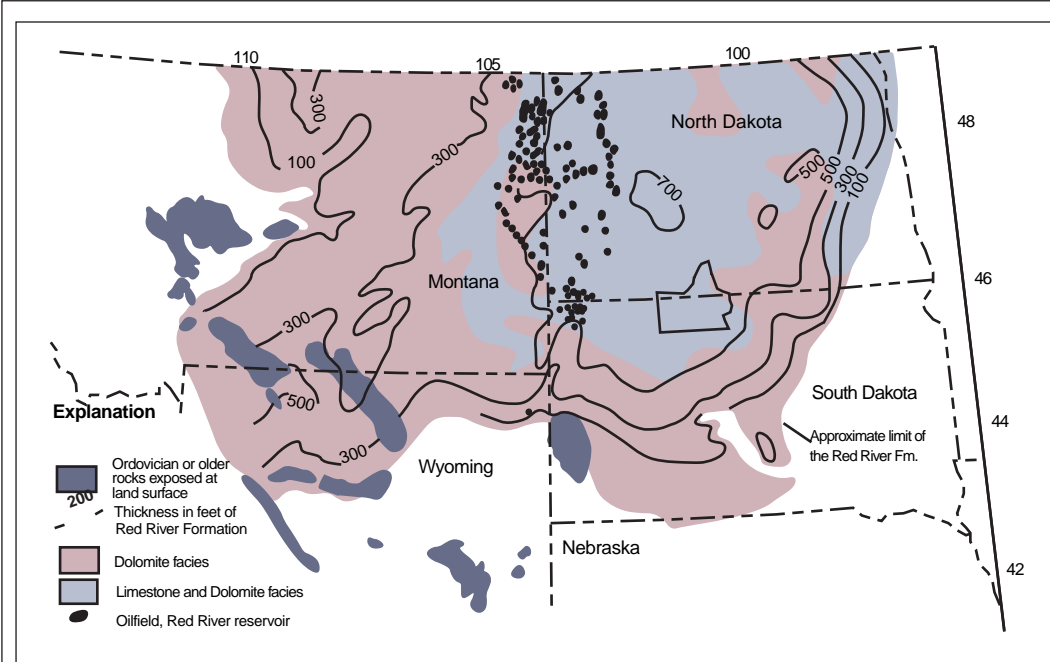 110
105
100
300
North Dakota
48
100
300
500
500
300
100
700
Montana
46
300
Explanation
500
South Dakota
44
Approximate limit of
the Red River Fm.
300
Wyoming
Ordovician or older
rocks exposed at
land surface
200
Thickness in feet of
Red River Formation
Nebraska
Dolomite facies
42
Limestone and Dolomite facies
Oilfield, Red River reservoir